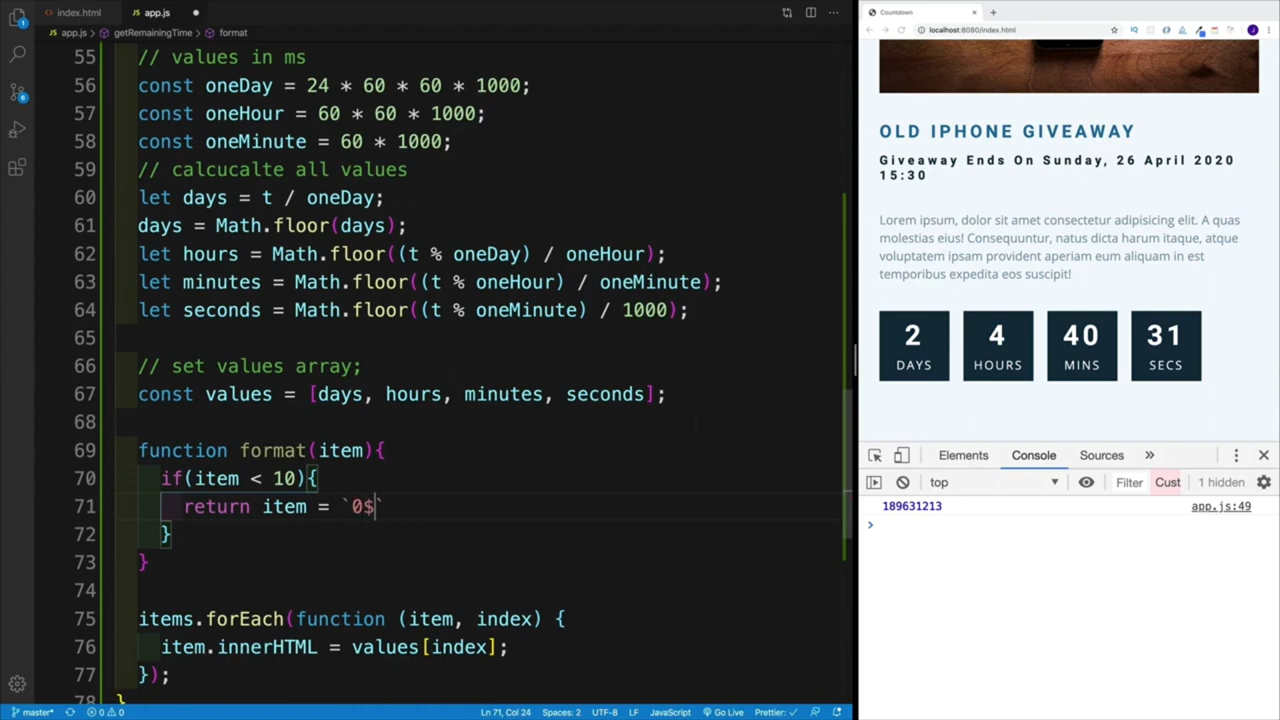 index.html
app.js
app.js > getRemainingTime > format
55 // values in ms
56 const oneDay = 24 * 60 * 60 * 1000;
57 const oneHour = 60 * 60 * 1000;
58 const oneMinute = 60 * 1000;
59 // calcucalte all values
60 let days = t / oneDay;
61 days = Math.floor(days);
62 let hours = Math.floor((t % oneDay) / oneHour);
63 let minutes = Math.floor((t % oneHour) / oneMinute);
64 let seconds = Math.floor((t % oneMinute) / 1000);
65
66 // set values array;
67 const values = [days, hours, minutes, seconds];
68
69 function format(item){
70 if(item < 10){
71 return item = `0$`
72 }
73 }
74
75 items.forEach(function (item, index) {
76 item.innerHTML = values[index];
77 });
78 }
1
6
master*
0 0
Ln 71, Col 24
Spaces: 2
UTF-8
LF
JavaScript
Go Live
Prettier: ✓
Countdown
localhost:8080/index.html
J
OLD IPHONE GIVEAWAY
Giveaway Ends On Sunday, 26 April 2020
15:30
Lorem ipsum, dolor sit amet consectetur adipisicing elit. A quas
molestias eius! Consequuntur, natus dicta harum itaque, atque
voluptatem ipsam provident aperiam eum aliquam in est
temporibus expedita eos suscipit!
2 4 40 31
DAYS HOURS MINS SECS
Elements Console Sources »
top Filter Cust 1 hidden
189631213 app.js:49
>